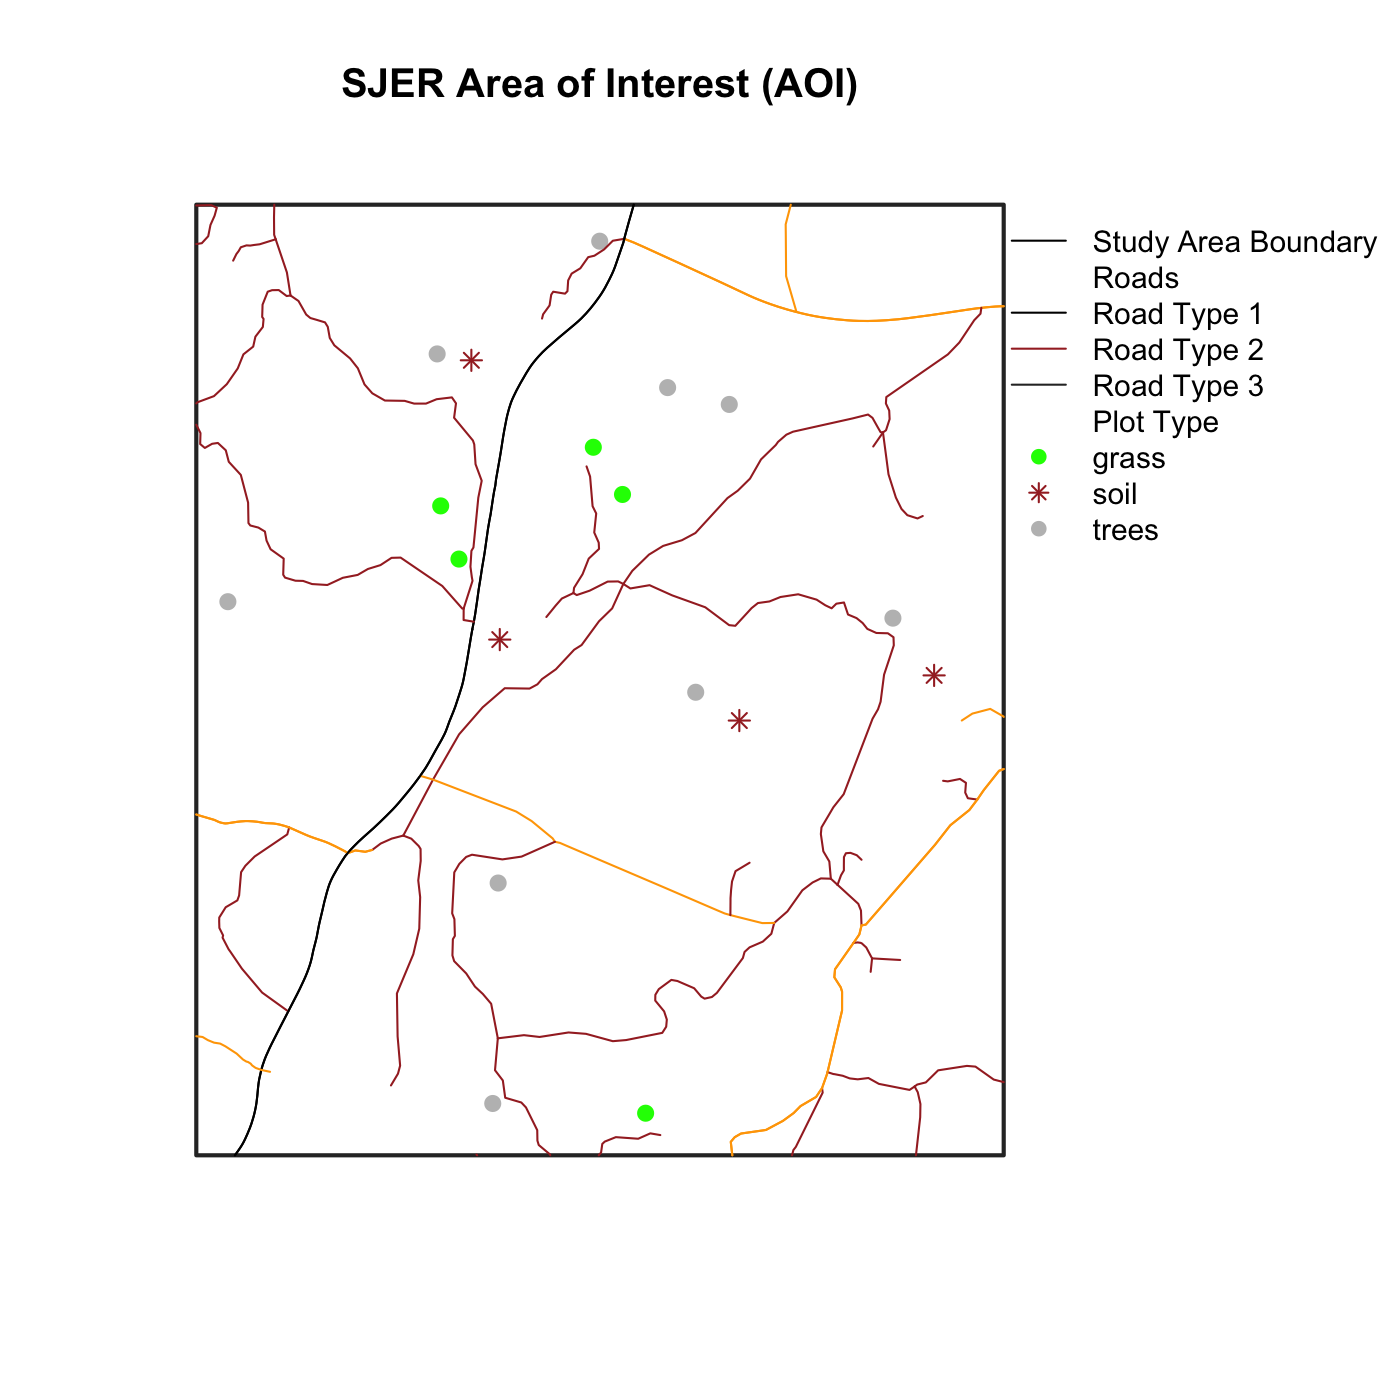 SJER Area of Interest (AOI)
Study Area Boundary
Roads
Road Type 1
Road Type 2
Road Type 3
Plot Type
grass
soil
trees